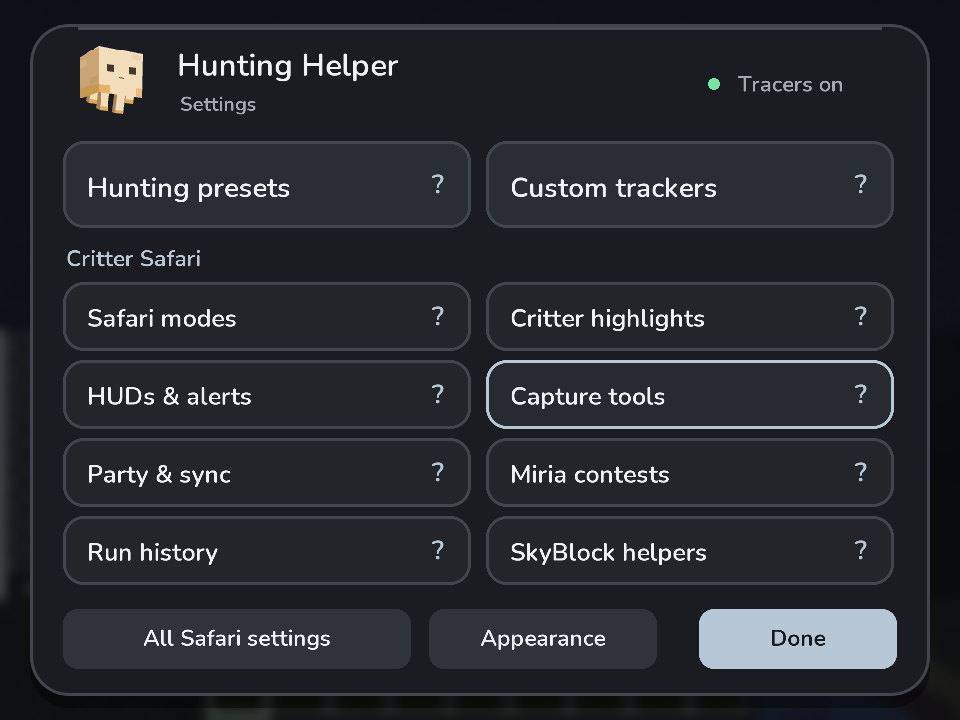 Hunting Helper
Settings
Tracers on
Hunting presets ?
Custom trackers ?
Critter Safari
Safari modes ?
Critter highlights ?
HUDs & alerts ?
Capture tools ?
Party & sync ?
Miria contests ?
Run history ?
SkyBlock helpers ?
All Safari settings
Appearance
Done